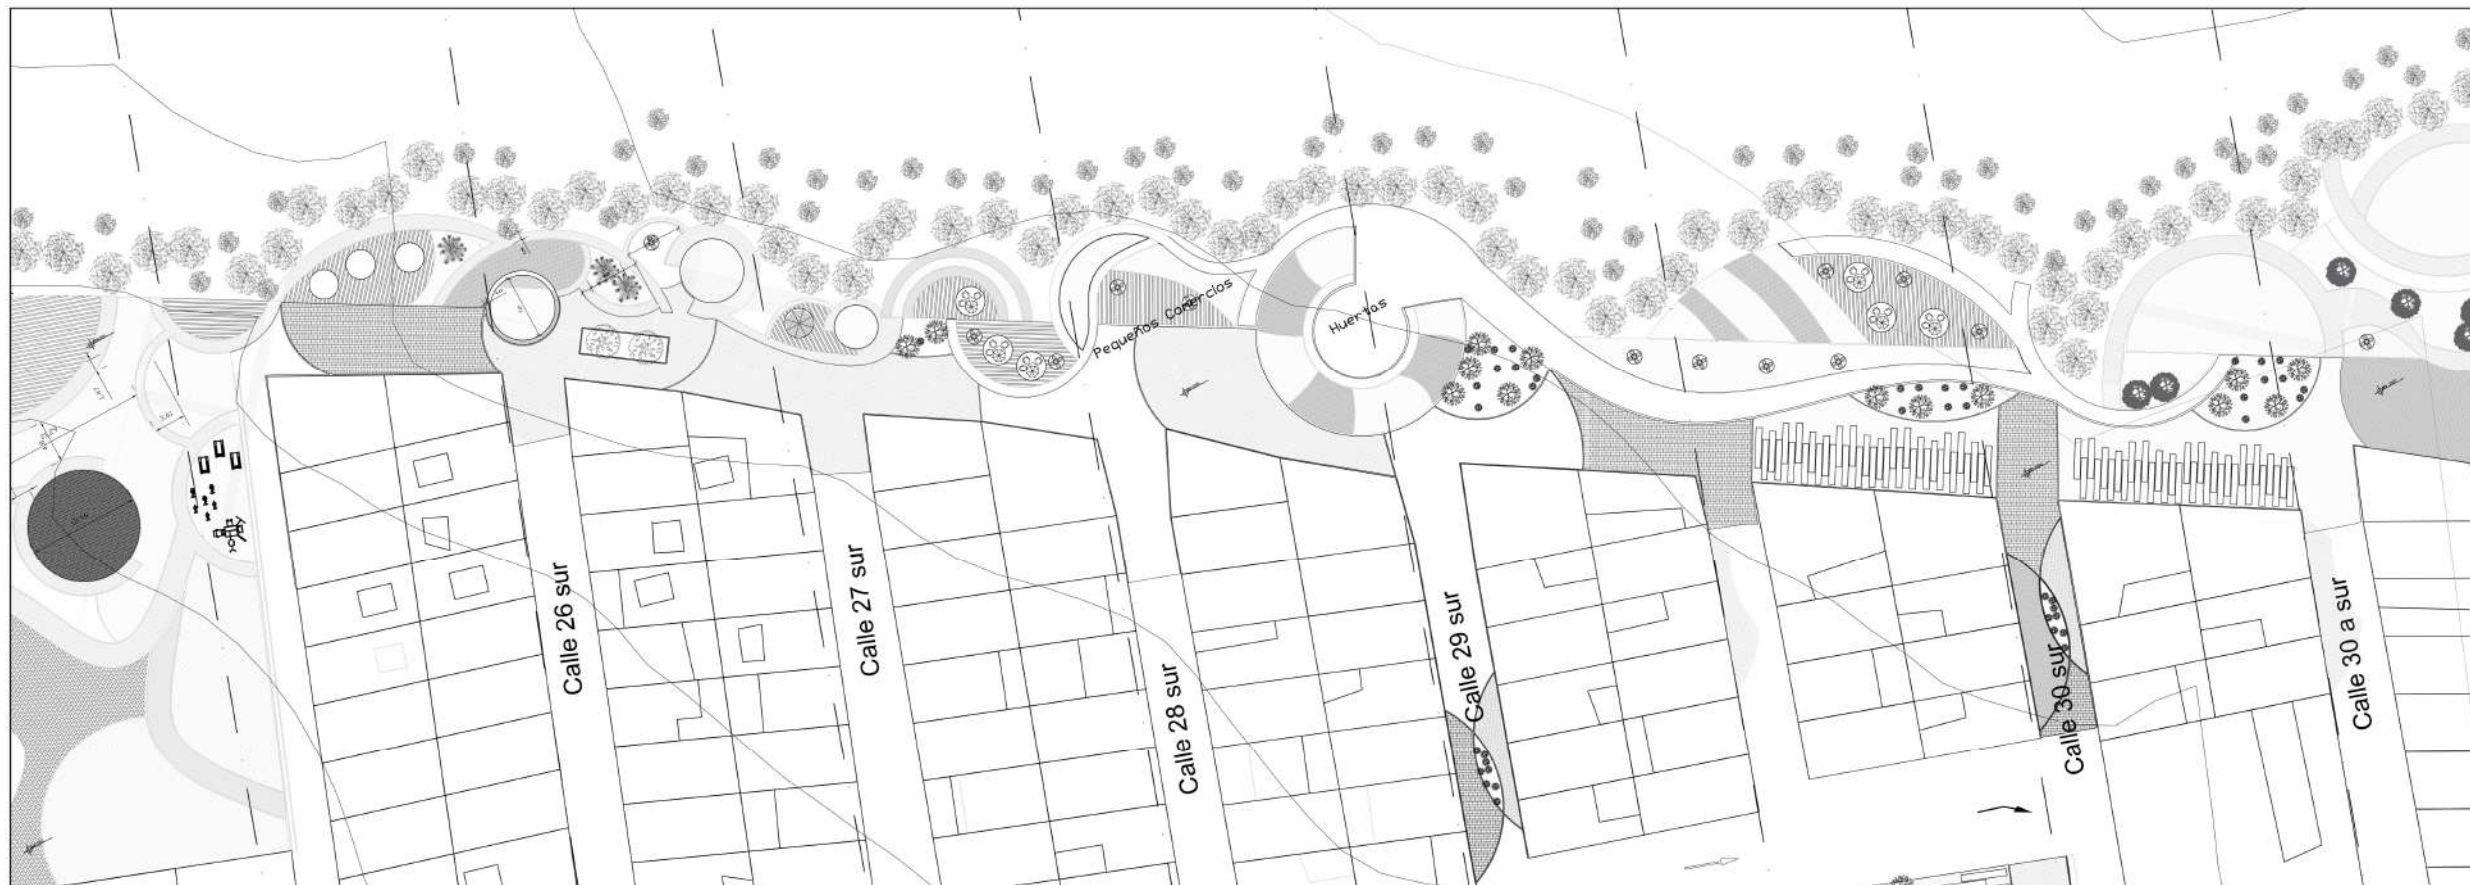 Pequeños Comercios
Huertas
Calle 26 sur
Calle 27 sur
Calle 28 sur
Calle 29 sur
Calle 30 sur
Calle 30 a sur